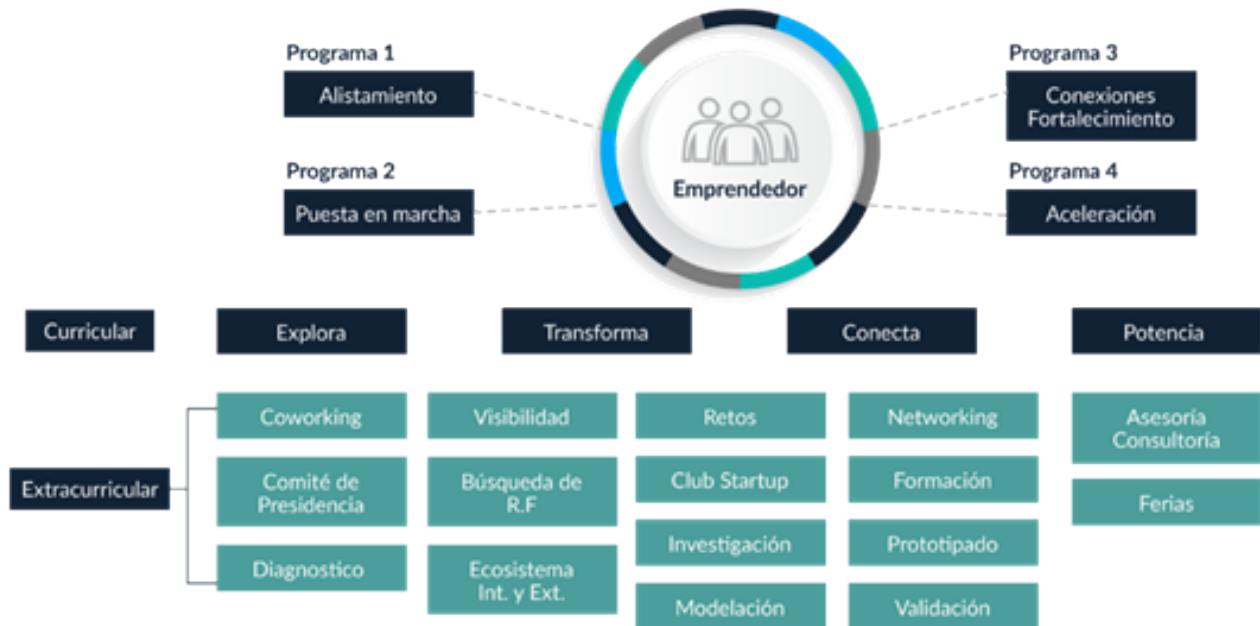 Programa 1
Alistamiento
Programa 2
Puesta en marcha
Emprendedor
Programa 3
Conexiones
Fortalecimiento
Programa 4
Aceleración
Curricular
Explora
Transforma
Conecta
Potencia
Extracurricular
Coworking
Comité de
Presidencia
Diagnostico
Visibilidad
Búsqueda de
R.F
Ecosistema
Int. y Ext.
Retos
Club Startup
Investigación
Modelación
Networking
Formación
Prototipado
Validación
Asesoría
Consultoría
Ferias